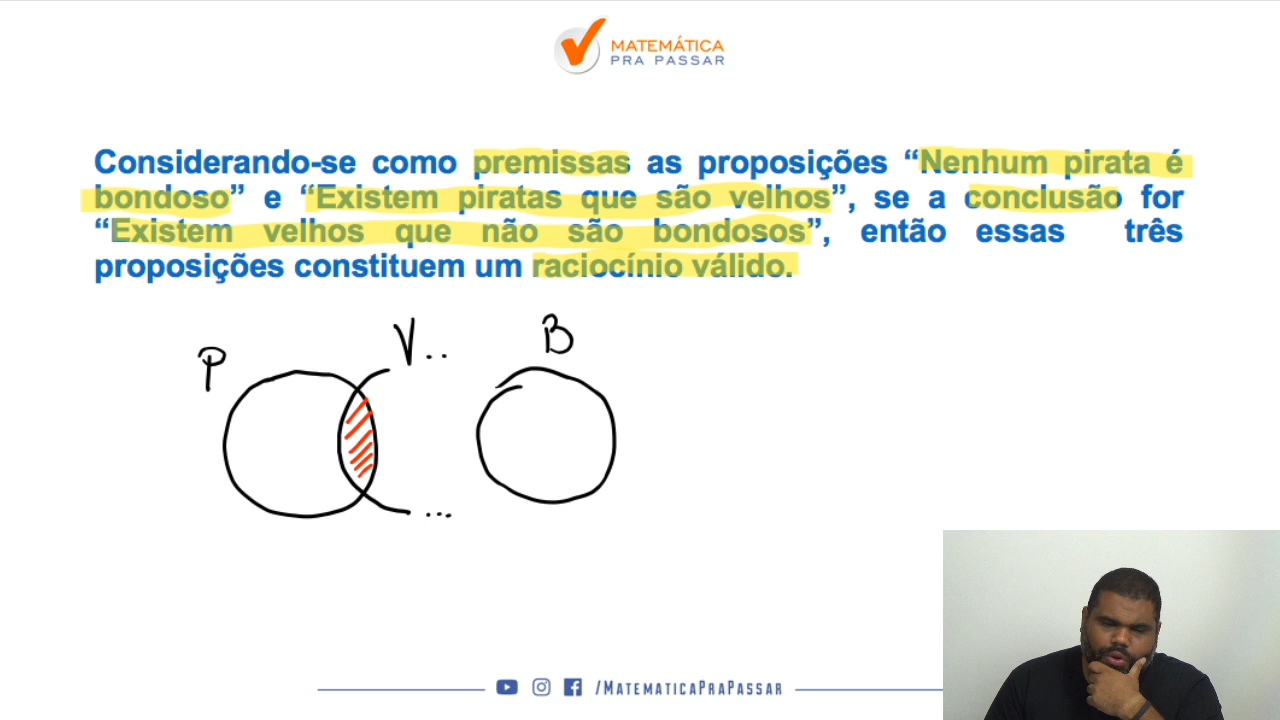 MATEMÁTICA
PRA PASSAR
Considerando-se como premissas as proposições “Nenhum pirata é
bondoso” e “Existem piratas que são velhos”, se a conclusão for
“Existem velhos que não são bondosos”, então essas três
proposições constituem um raciocínio válido.
P V.. B
...
/MATEMATICAPRAPASSAR